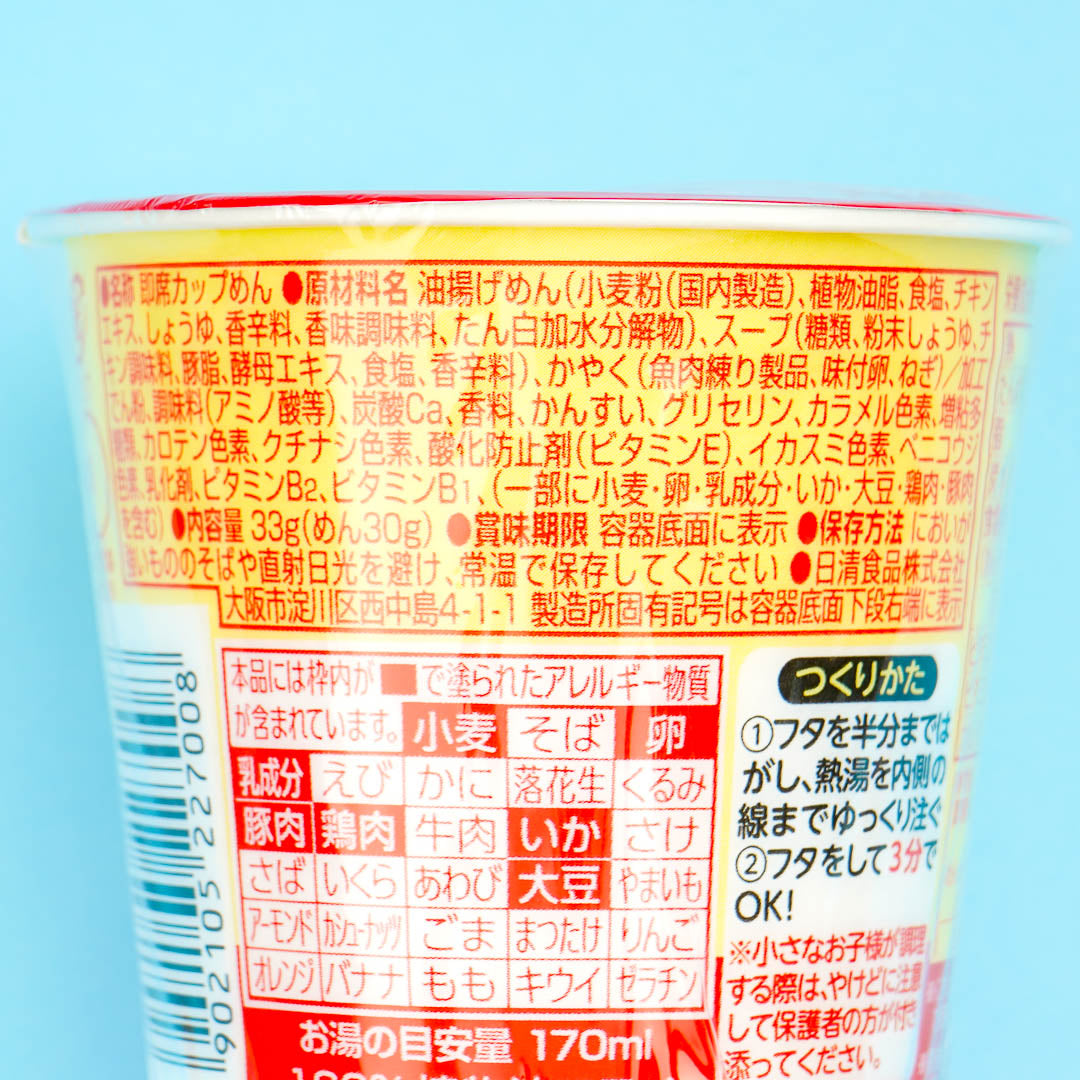 ●名称 即席カップめん ●原材料名 油揚げめん(小麦粉(国内製造)、植物油脂、食塩、チキン
エキス、しょうゆ、香辛料、香味調味料、たん白加水分解物)、スープ(糖類、粉末しょうゆ、チ
キン調味料、豚脂、酵母エキス、食塩、香辛料)、かやく(魚肉練り製品、味付卵、ねぎ)/加工
でん粉、調味料(アミノ酸等)、炭酸Ca、香料、かんすい、グリセリン、カラメル色素、増粘多
糖類、カロテン色素、クチナシ色素、酸化防止剤(ビタミンE)、イカスミ色素、ベニコウジ
色素、乳化剤、ビタミンB2、ビタミンB1、(一部に小麦・卵・乳成分・いか・大豆・鶏肉・豚肉
を含む) ●内容量 33g(めん30g) ●賞味期限 容器底面に表示 ●保存方法 においが
強いもののそばや直射日光を避け、常温で保存してください ●日清食品株式会社
大阪市淀川区西中島4-1-1 製造所固有記号は容器底面下段右端に表示
本品には枠内が■で塗られたアレルギー物質
が含まれています。 小麦 そば 卵
乳成分 えび かに 落花生 くるみ
豚肉 鶏肉 牛肉 いか さけ
さば いくら あわび 大豆 やまいも
アーモンド カシューナッツ ごま まつたけ りんご
オレンジ バナナ もも キウイ ゼラチン
お湯の目安量 170ml
つくりかた
①フタを半分までは
がし、熱湯を内側の
線までゆっくり注ぐ
②フタをして3分で
OK!
※小さなお子様が調理
する際は、やけどに注意
して保護者の方が付き
添ってください。
902105 227008